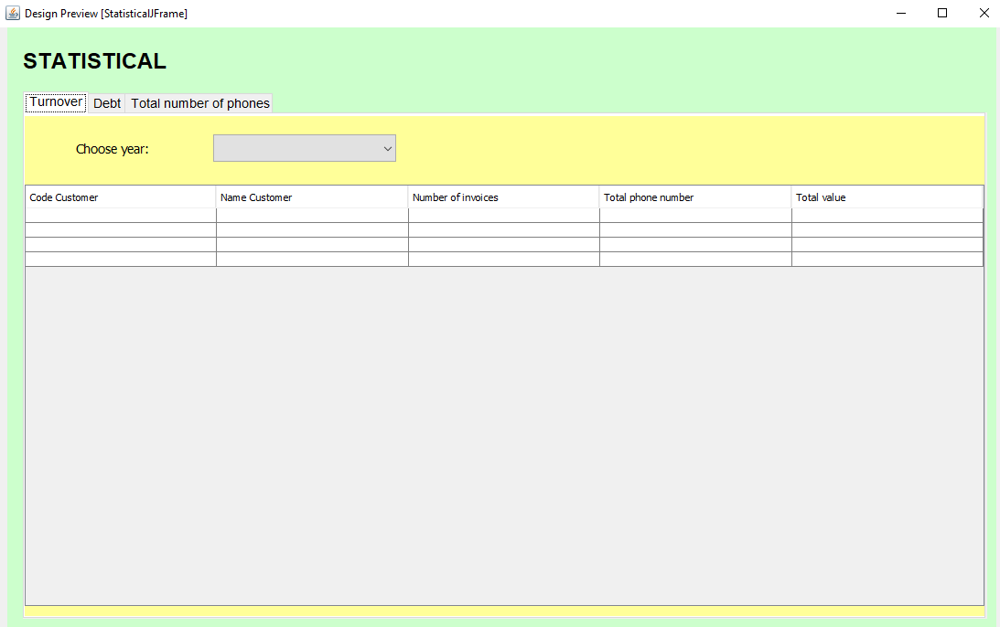 Design Preview [StatisticalJFrame]
STATISTICAL
Turnover Debt Total number of phones
Choose year:
Code Customer Name Customer Number of invoices Total phone number Total value